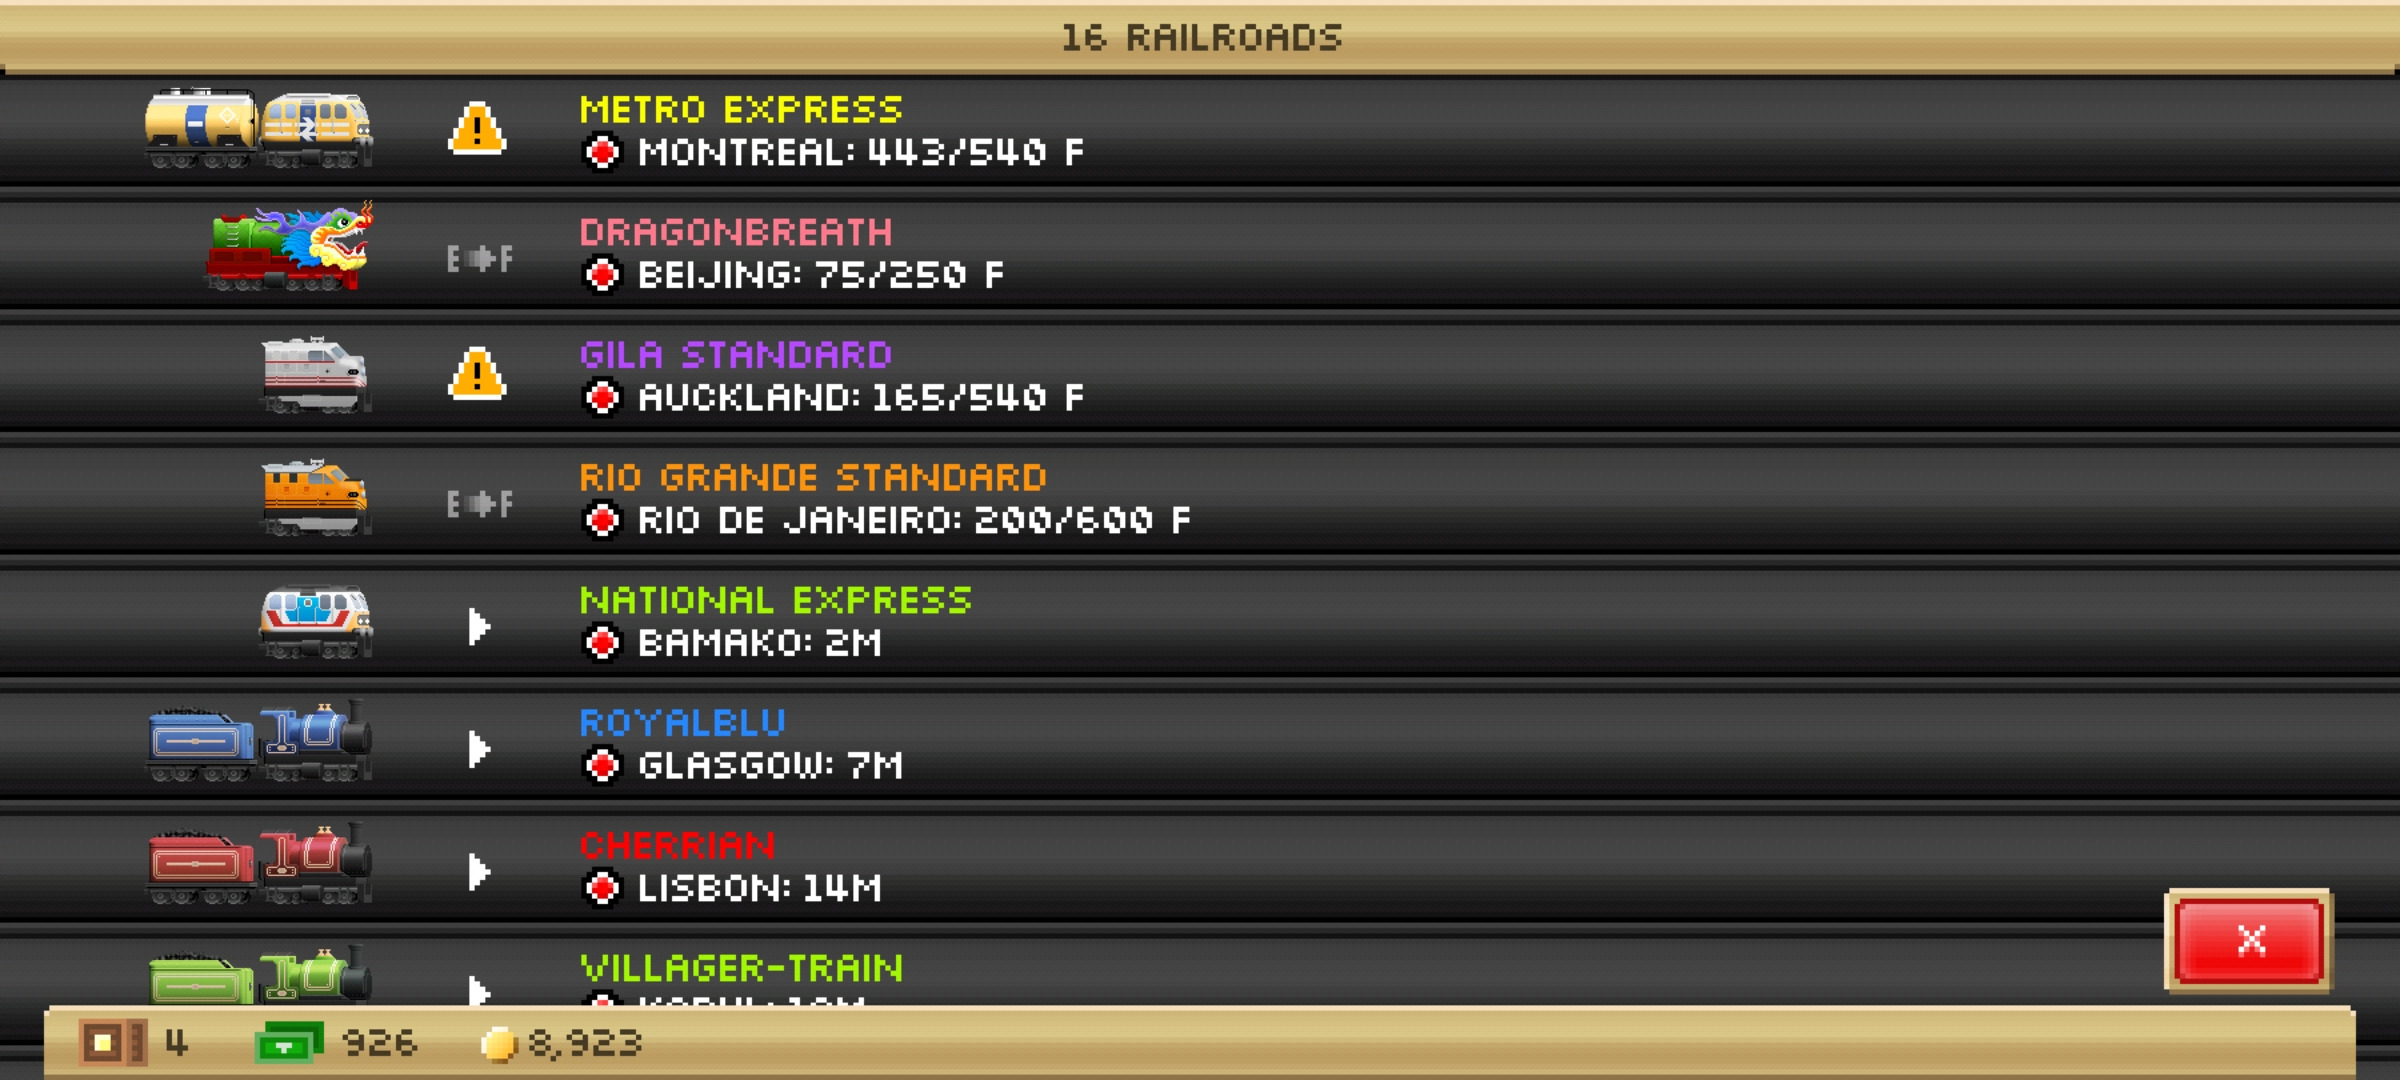 16 RAILROADS
METRO EXPRESS
MONTREAL: 443/540 F
DRAGONBREATH
E F
BEIJING: 75/250 F
GILA STANDARD
AUCKLAND: 165/540 F
RIO GRANDE STANDARD
E F
RIO DE JANEIRO: 200/600 F
NATIONAL EXPRESS
BAMAKO: 2M
ROYALBLU
GLASGOW: 7M
CHERRIAN
LISBON: 14M
X
VILLAGER-TRAIN
4 926 8,923